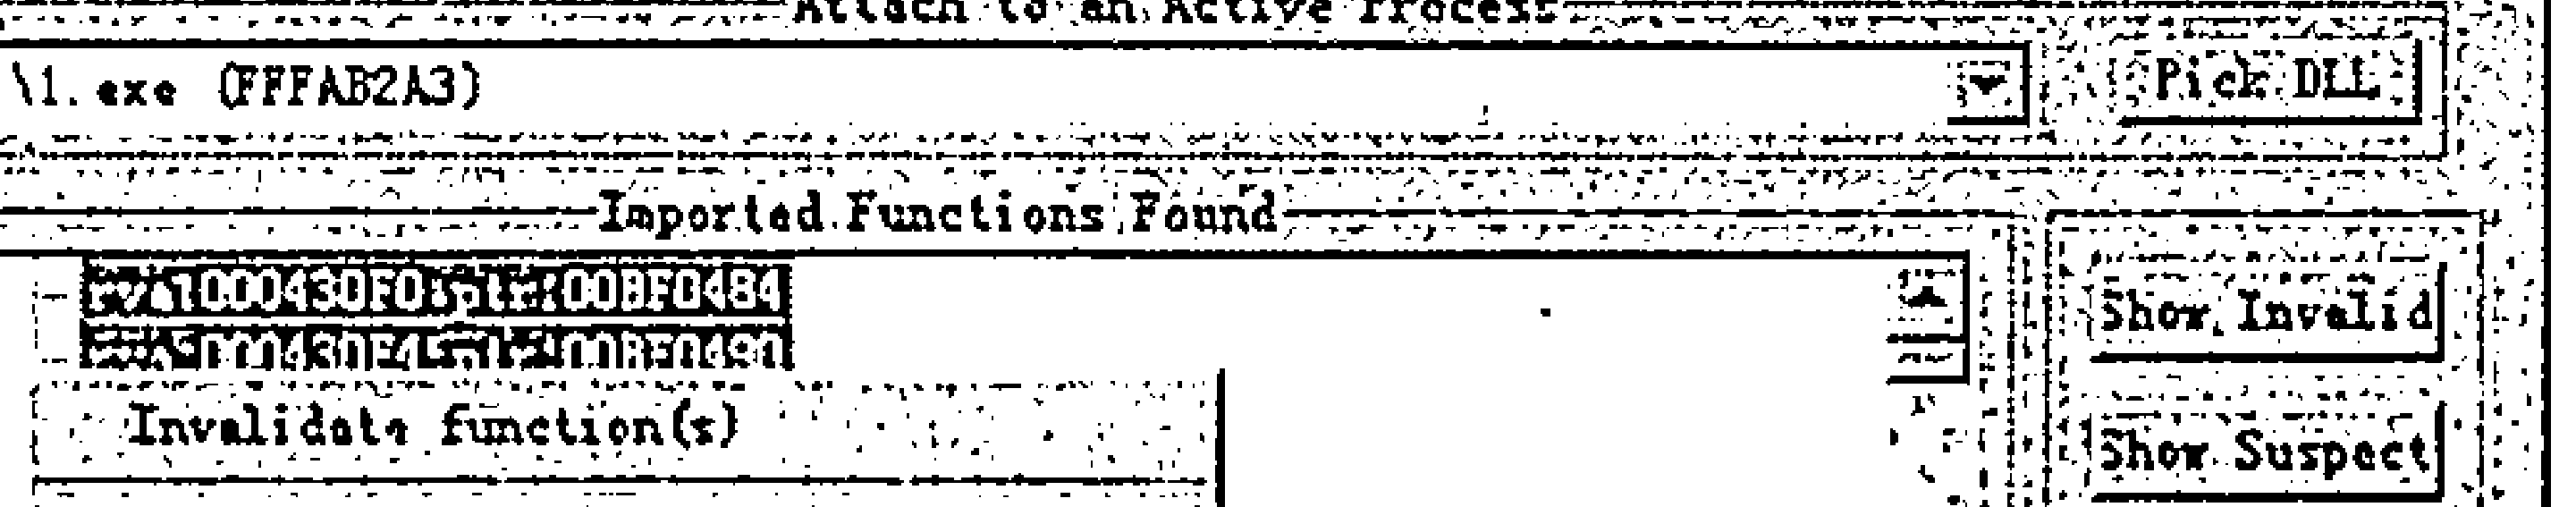 Attach to an Active Process
\1.exe (FFFAB2A3)
Pick DLL
Imported Functions Found
Show Invalid
Invalidate function(s)
Show Suspect